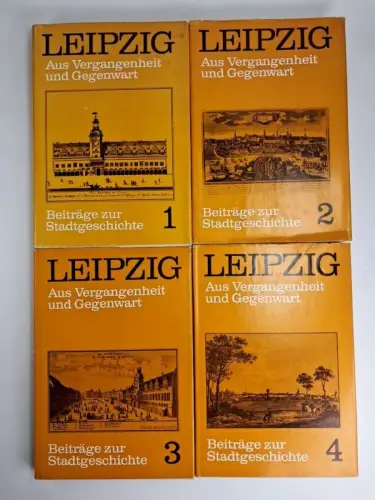 LEIPZIG
Aus Vergangenheit
und Gegenwart
Beiträge zur
Stadtgeschichte 1
LEIPZIG
Aus Vergangenheit
und Gegenwart
Beiträge zur
Stadtgeschichte 2
LEIPZIG
Aus Vergangenheit
und Gegenwart
Beiträge zur
Stadtgeschichte 3
LEIPZIG
Aus Vergangenheit
und Gegenwart
Beiträge zur
Stadtgeschichte 4